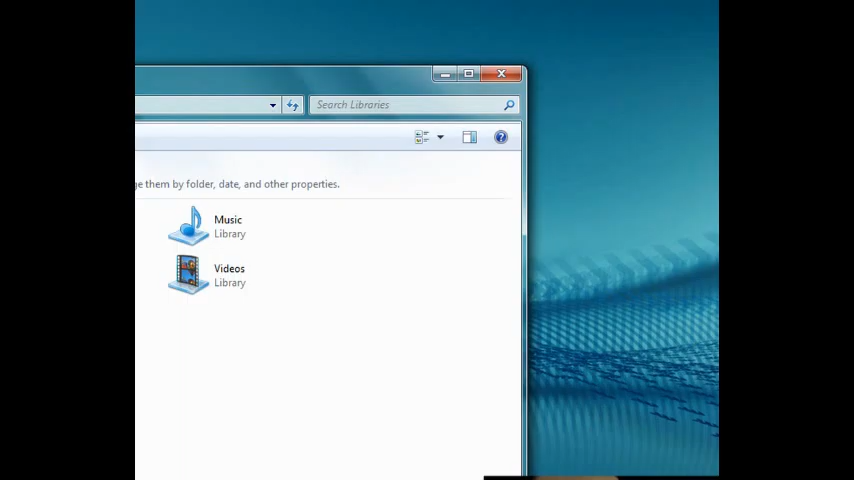 Search Libraries
ge them by folder, date, and other properties.
Music
Library
Videos
Library